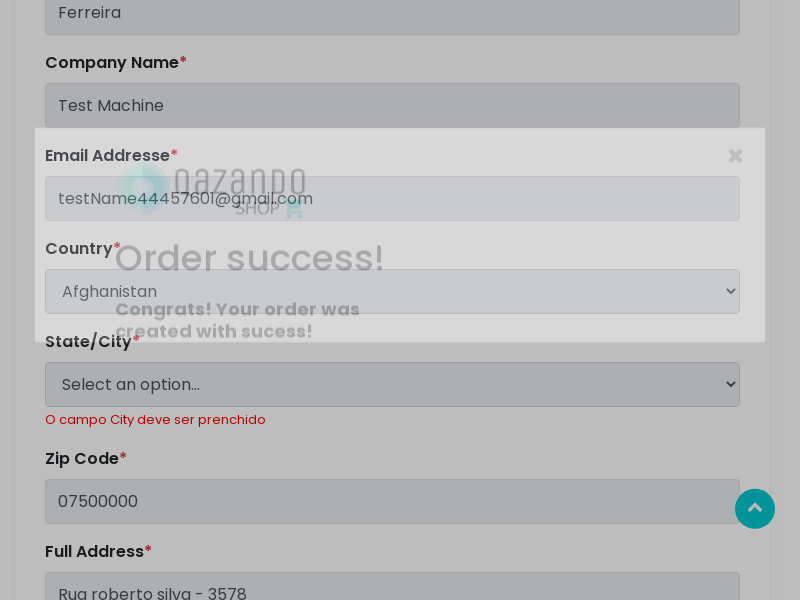 Ferreira
Company Name*
Test Machine
Email Addresse*
qazando
SHOP
testName44457601@gmail.com
Country*
Order success!
Afghanistan
Congrats! Your order was
created with sucess!
State/City*
Select an option...
O campo City deve ser prenchido
Zip Code*
07500000
Full Address*
Rua roberto silva - 3578